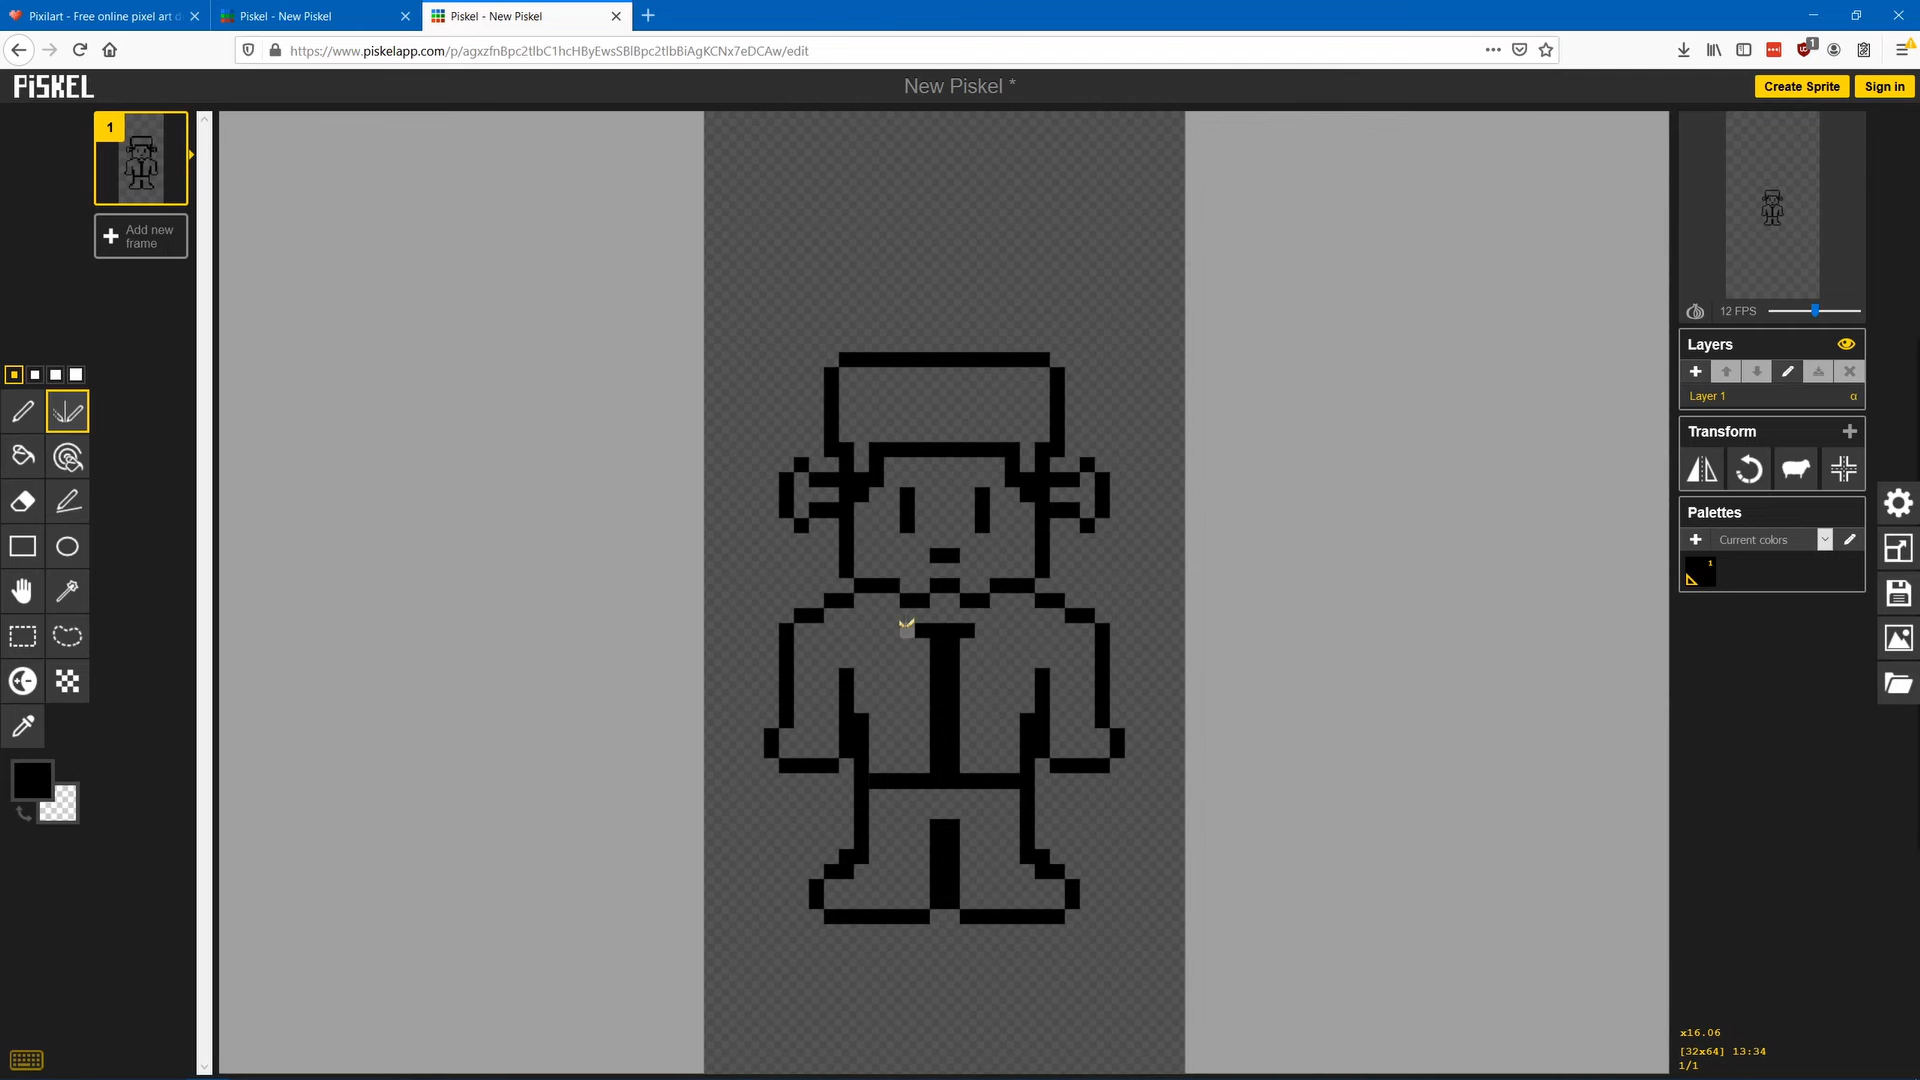 Pixilart - Free online pixel art d
Piskel - New Piskel
Piskel - New Piskel
https://www.piskelapp.com/p/agxzfnBpc2tlbC1hcHByEwsSBlBpc2tlbBiAgKCNx7eDCAw/edit
1
PiSKEL
New Piskel *
Create Sprite
Sign in
1
Add new
frame
12 FPS
Layers
Layer 1
α
Transform
Palettes
Current colors
1
x16.06
[32x64] 13:34
1/1